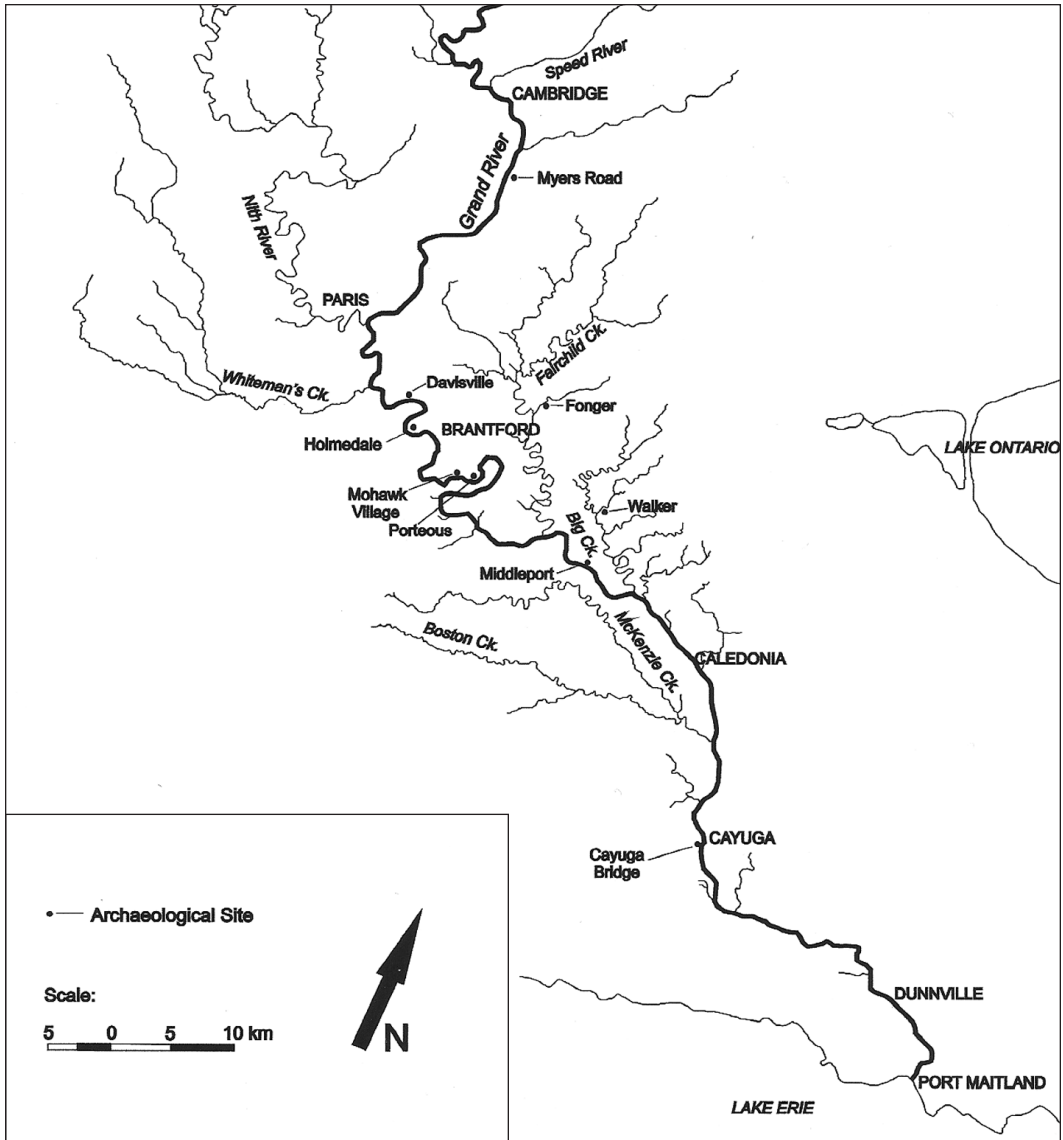 Speed River
CAMBRIDGE
Grand River
Myers Road
Nith River
PARIS
Fairchild Ck.
Whiteman's Ck.
Davisville
Fonger
BRANTFORD
Holmedale
LAKE ONTARIO
Mohawk
Village
Porteous
Walker
Big Ck.
Middleport
McKenzie Ck.
Boston Ck.
CALEDONIA
CAYUGA
Cayuga
Bridge
Archaeological Site
DUNNVILLE
Scale:
5 0 5 10 km
N
PORT MAITLAND
LAKE ERIE